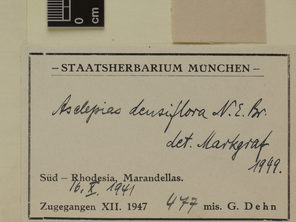 0
cm
– STAATSHERBARIUM MÜNCHEN –
Asclepias densiflora N. E. Br.
det. Markgraf
1949.
Süd – Rhodesia, Marandellas.
16. X. 1941
Zugegangen XII. 1947 477 mis. G. Dehn